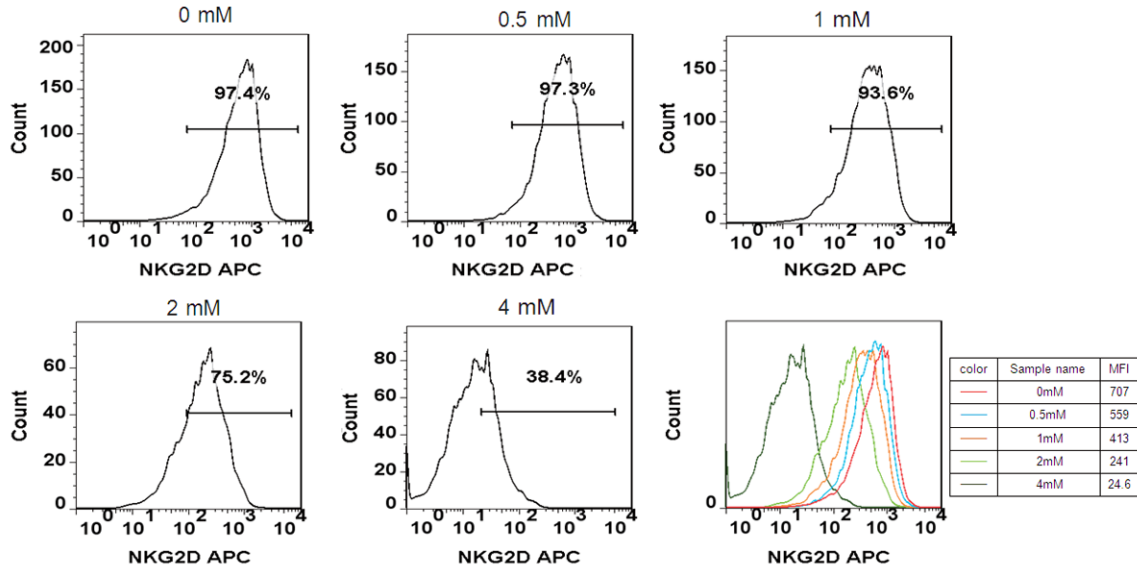 0 mM
200
150
100
50
0
97.4%
Count
10^0 10^1 10^2 10^3 10^4
NKG2D APC
0.5 mM
150
100
50
0
97.3%
Count
10^0 10^1 10^2 10^3 10^4
NKG2D APC
1 mM
150
100
50
0
93.6%
Count
10^0 10^1 10^2 10^3 10^4
NKG2D APC
2 mM
60
40
20
0
75.2%
Count
10^0 10^1 10^2 10^3 10^4
NKG2D APC
4 mM
80
60
40
20
0
38.4%
Count
10^0 10^1 10^2 10^3 10^4
NKG2D APC
Count
0
10^0 10^1 10^2 10^3 10^4
NKG2D APC
color Sample name MFI
0mM 707
0.5mM 559
1mM 413
2mM 241
4mM 24.6